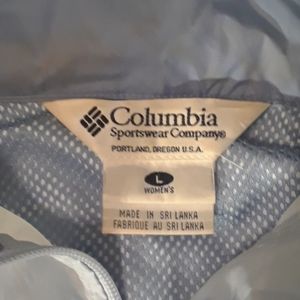 Columbia
Sportswear Company®
PORTLAND, OREGON U.S.A.
L
WOMEN'S
MADE IN SRI LANKA
FABRIQUE AU SRI LANKA